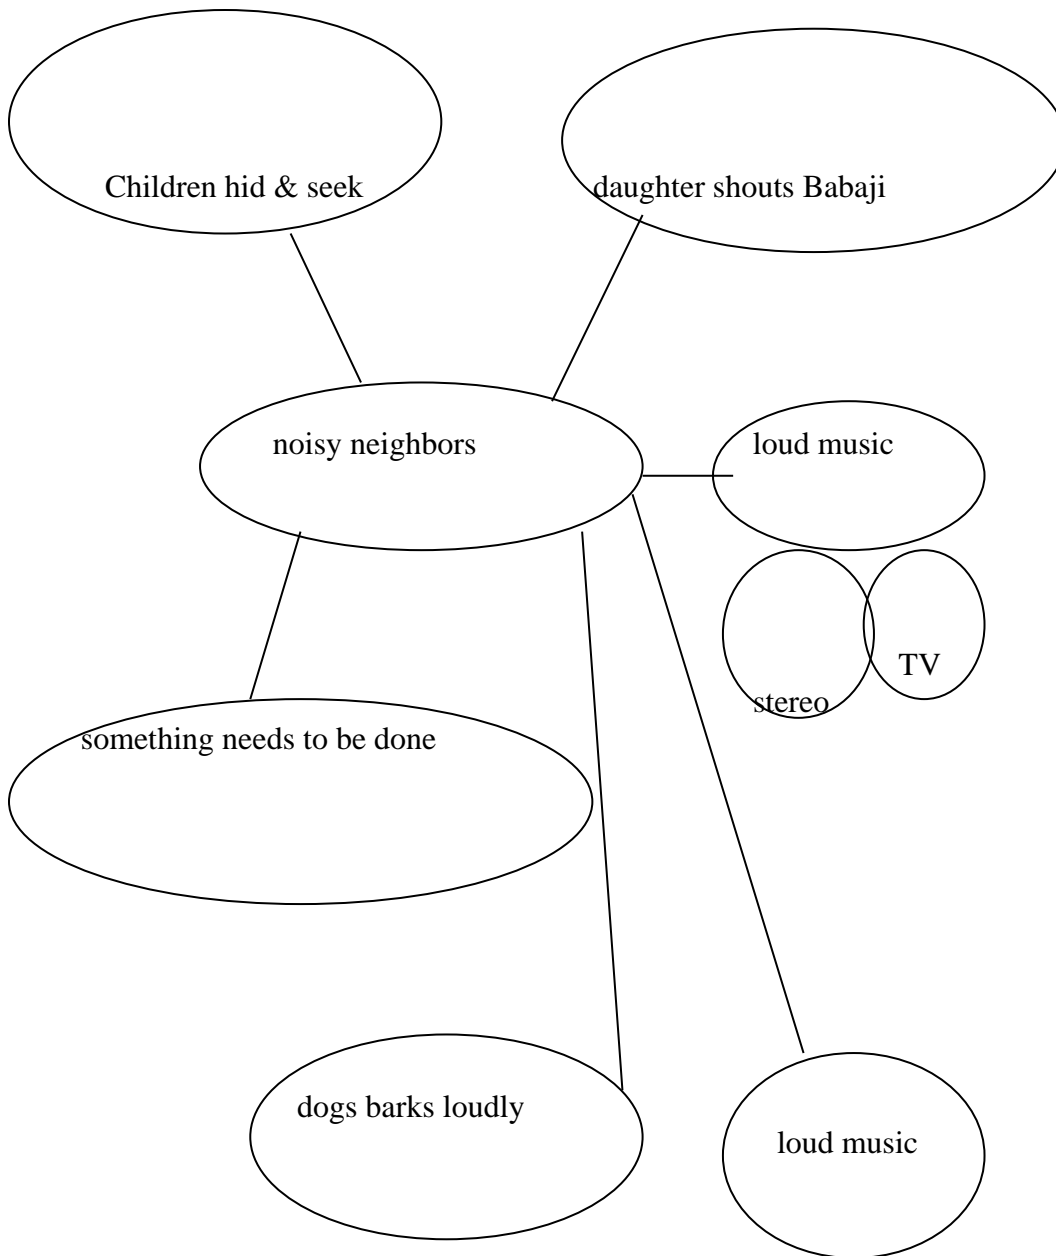 Children hid & seek
daughter shouts Babaji
noisy neighbors
loud music
TV
stereo
something needs to be done
dogs barks loudly
loud music